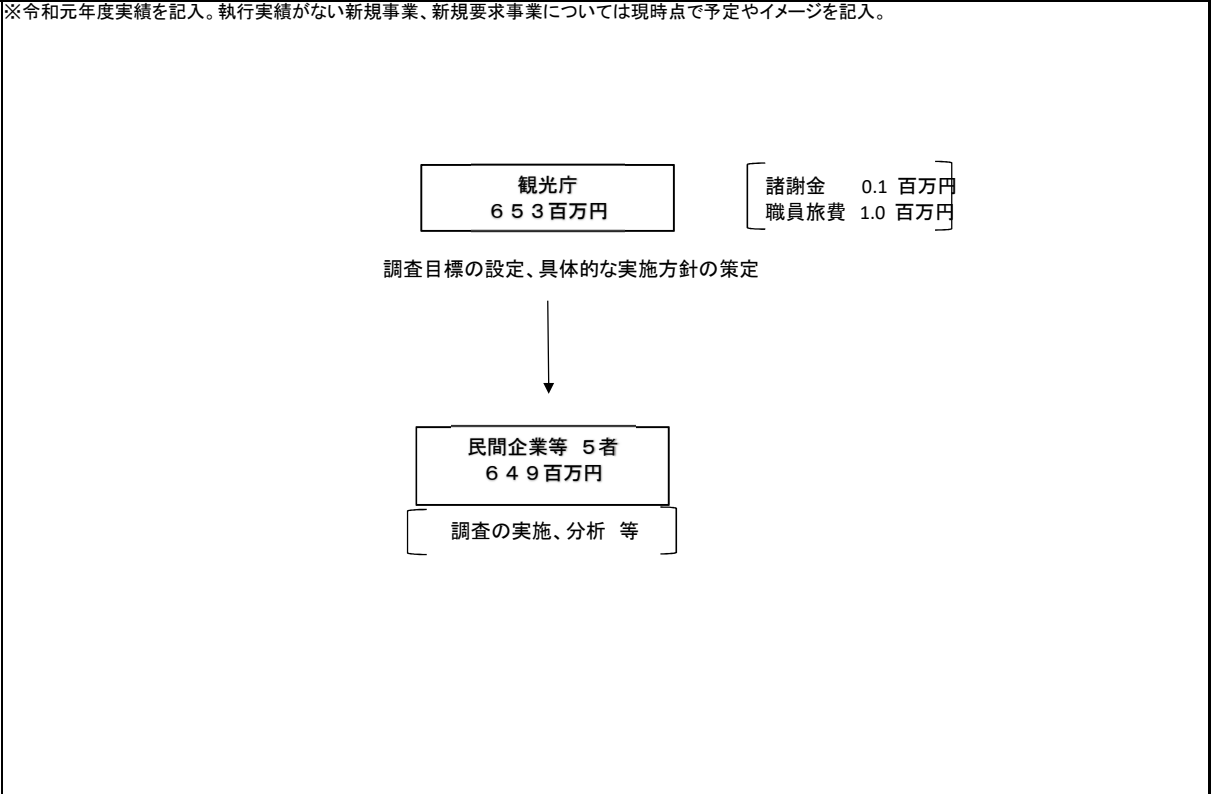 ※令和元年度実績を記入。執行実績がない新規事業、新規要求事業については現時点で予定やイメージを記入。
観光庁
６５３百万円
諸謝金　　0.1 百万円
職員旅費　1.0 百万円
調査目標の設定、具体的な実施方針の策定
民間企業等　５者
６４９百万円
調査の実施、分析　等